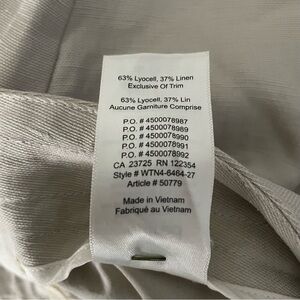 63% Lyocell, 37% Linen
Exclusive Of Trim
63% Lyocell, 37% Lin
Aucune Garniture Comprise
P.O. # 4500078987
P.O. # 4500078989
P.O. # 4500078990
P.O. # 4500078991
P.O. # 4500078992
CA 23725 RN 122354
Style # WTN4-6464-27
Article # 50779
Made in Vietnam
Fabriqué au Vietnam